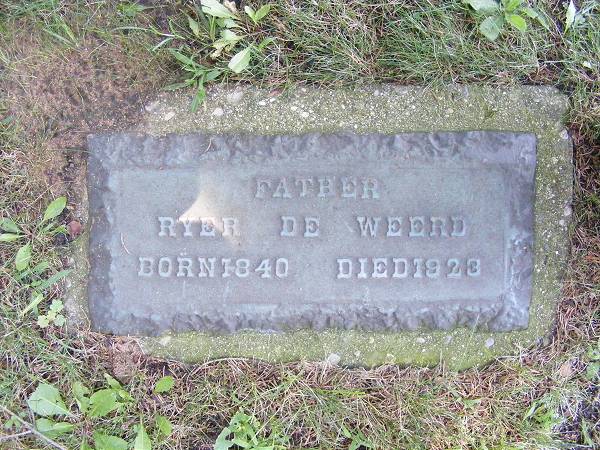 FATHER
RYER DE WEERD
BORN 1840 DIED 1923